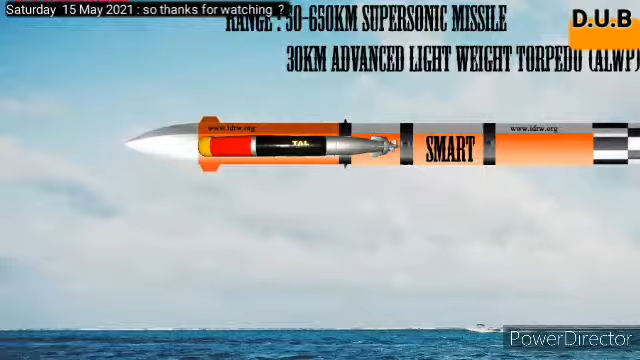 Saturday 15 May 2021 : so thanks for watching ?
D.U.B
RANGE : 50-650KM SUPERSONIC MISSILE
30KM ADVANCED LIGHT WEIGHT TORPEDO (ALWP)
www.idrw.org
www.idrw.org
TAL
SMART
PowerDirector